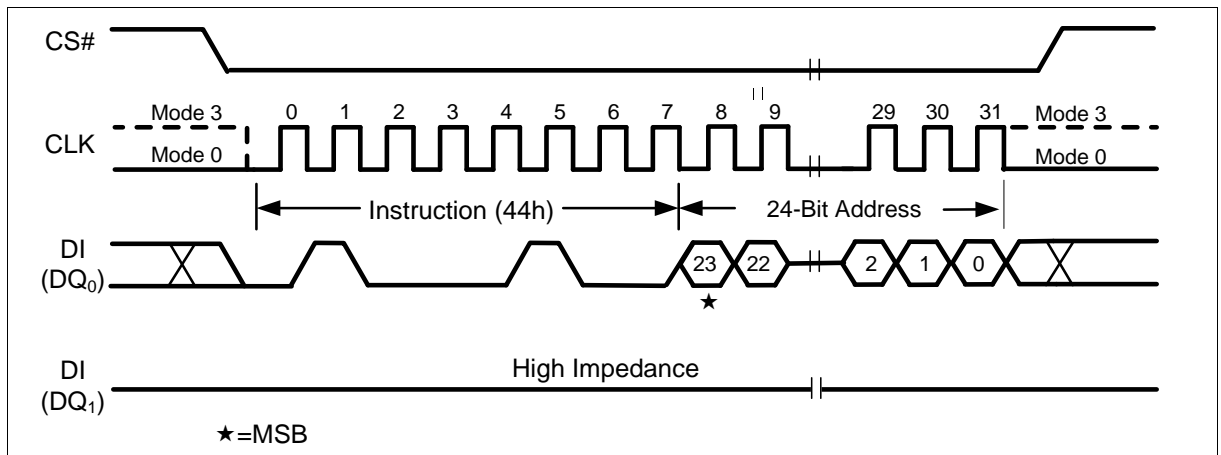 CS#
Mode 3
0 1 2 3 4 5 6 7 8 9 29 30 31
Mode 3
CLK
Mode 0
Mode 0
Instruction (44h)
24-Bit Address
DI
(DQ0)
23 22 2 1 0
★
High Impedance
DI
(DQ1)
★=MSB